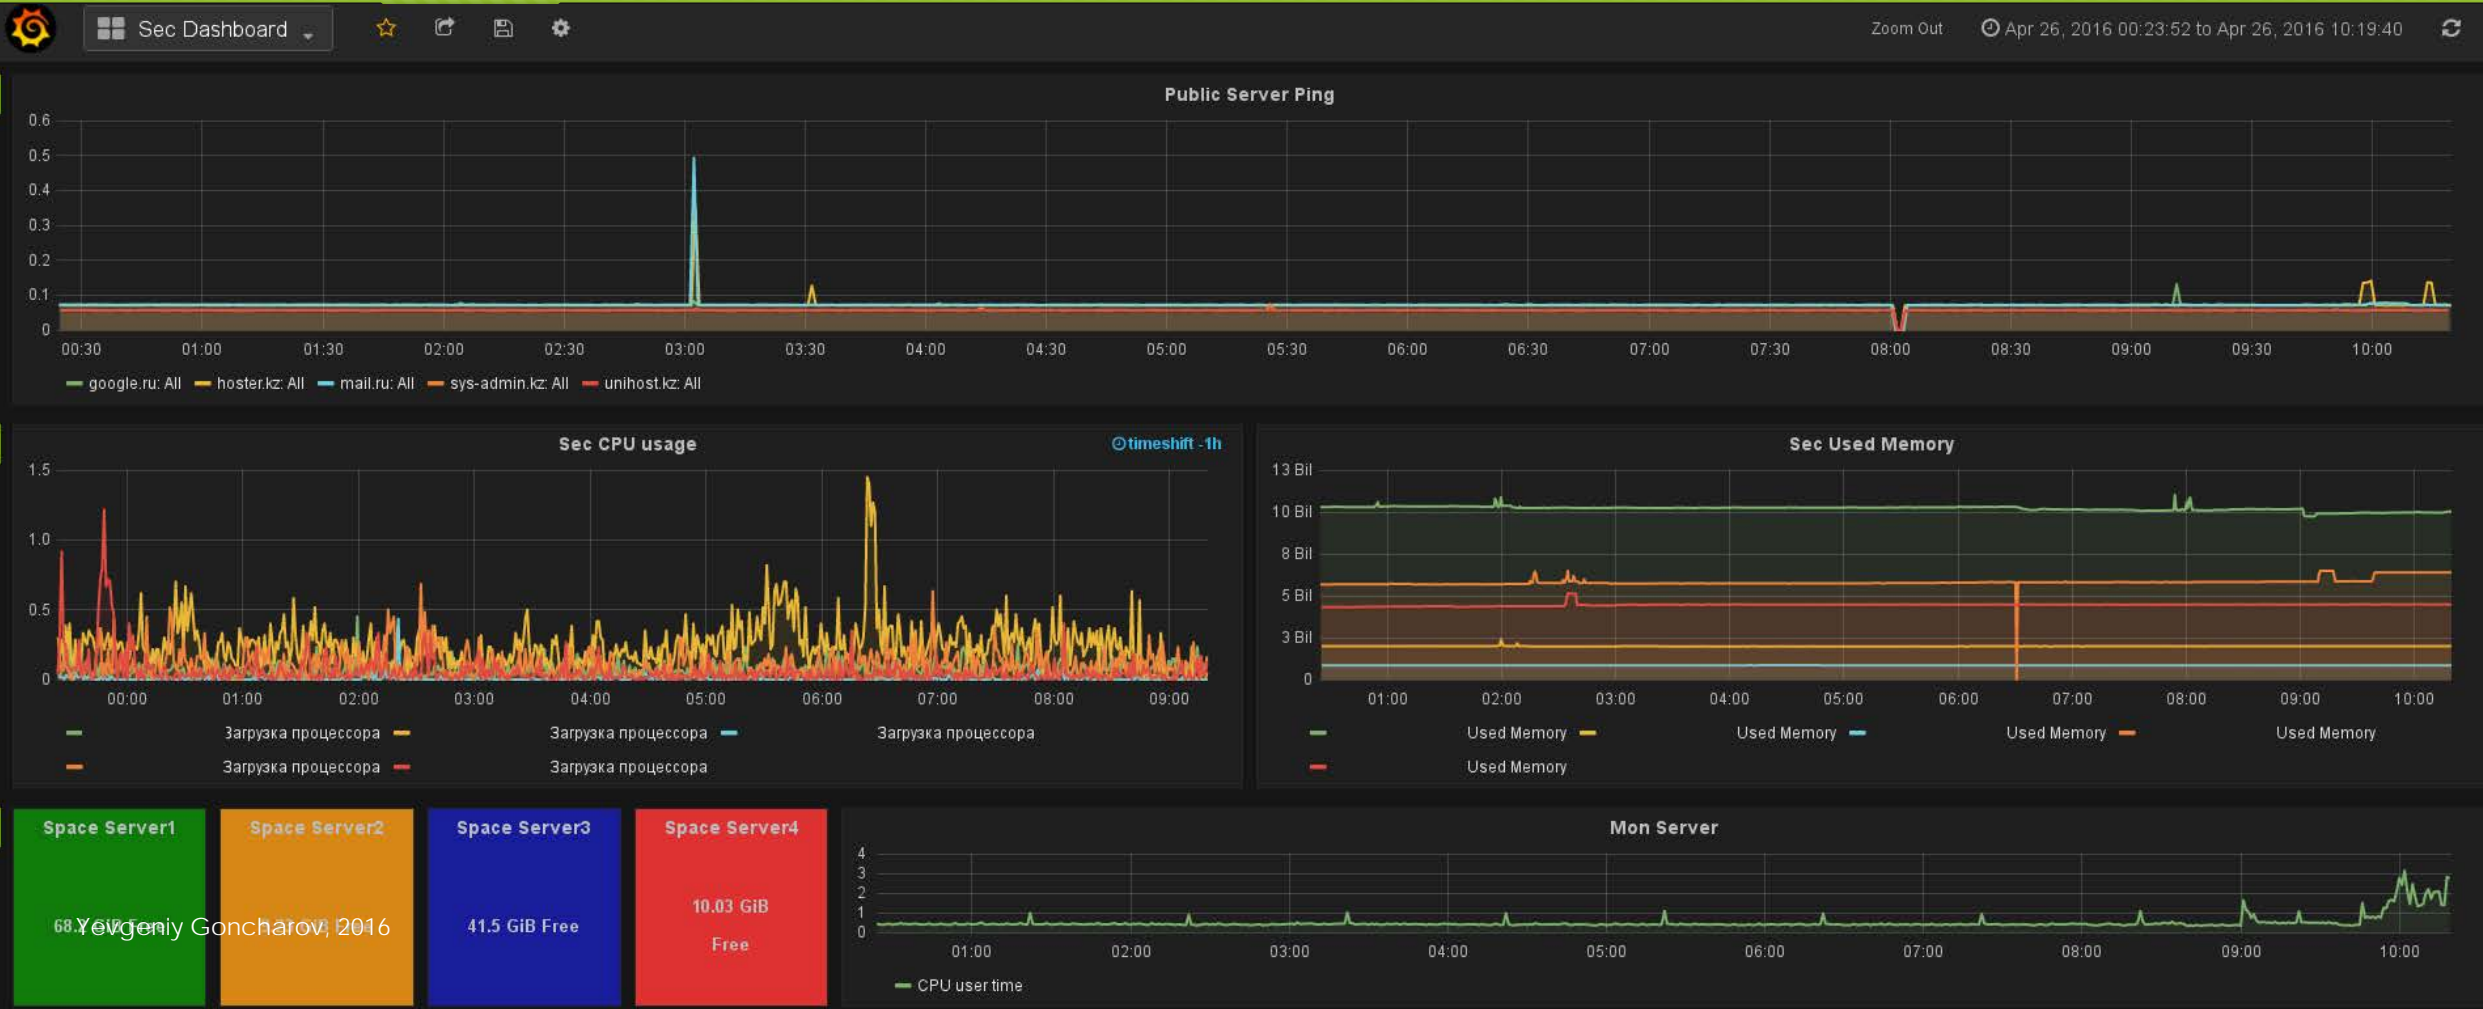 Sec Dashboard
Zoom Out
Apr 26, 2016 00:23:52 to Apr 26, 2016 10:19:40
Public Server Ping
0.6
0.5
0.4
0.3
0.2
0.1
0
00:30 01:00 01:30 02:00 02:30 03:00 03:30 04:00 04:30 05:00 05:30 06:00 06:30 07:00 07:30 08:00 08:30 09:00 09:30 10:00
google.ru: All hoster.kz: All mail.ru: All sys-admin.kz: All unihost.kz: All
Sec CPU usage
timeshift -1h
1.5
1.0
0.5
0
00:00 01:00 02:00 03:00 04:00 05:00 06:00 07:00 08:00 09:00
Загрузка процессора Загрузка процессора Загрузка процессора
Загрузка процессора Загрузка процессора
Sec Used Memory
13 Bil
10 Bil
8 Bil
5 Bil
3 Bil
0
01:00 02:00 03:00 04:00 05:00 06:00 07:00 08:00 09:00 10:00
Used Memory Used Memory Used Memory Used Memory
Used Memory
Space Server1
Space Server2
Space Server3
41.5 GiB Free
Space Server4
10.03 GiB
Free
Yevgeniy Goncharov, 2016
Mon Server
4
3
2
1
0
01:00 02:00 03:00 04:00 05:00 06:00 07:00 08:00 09:00 10:00
CPU user time